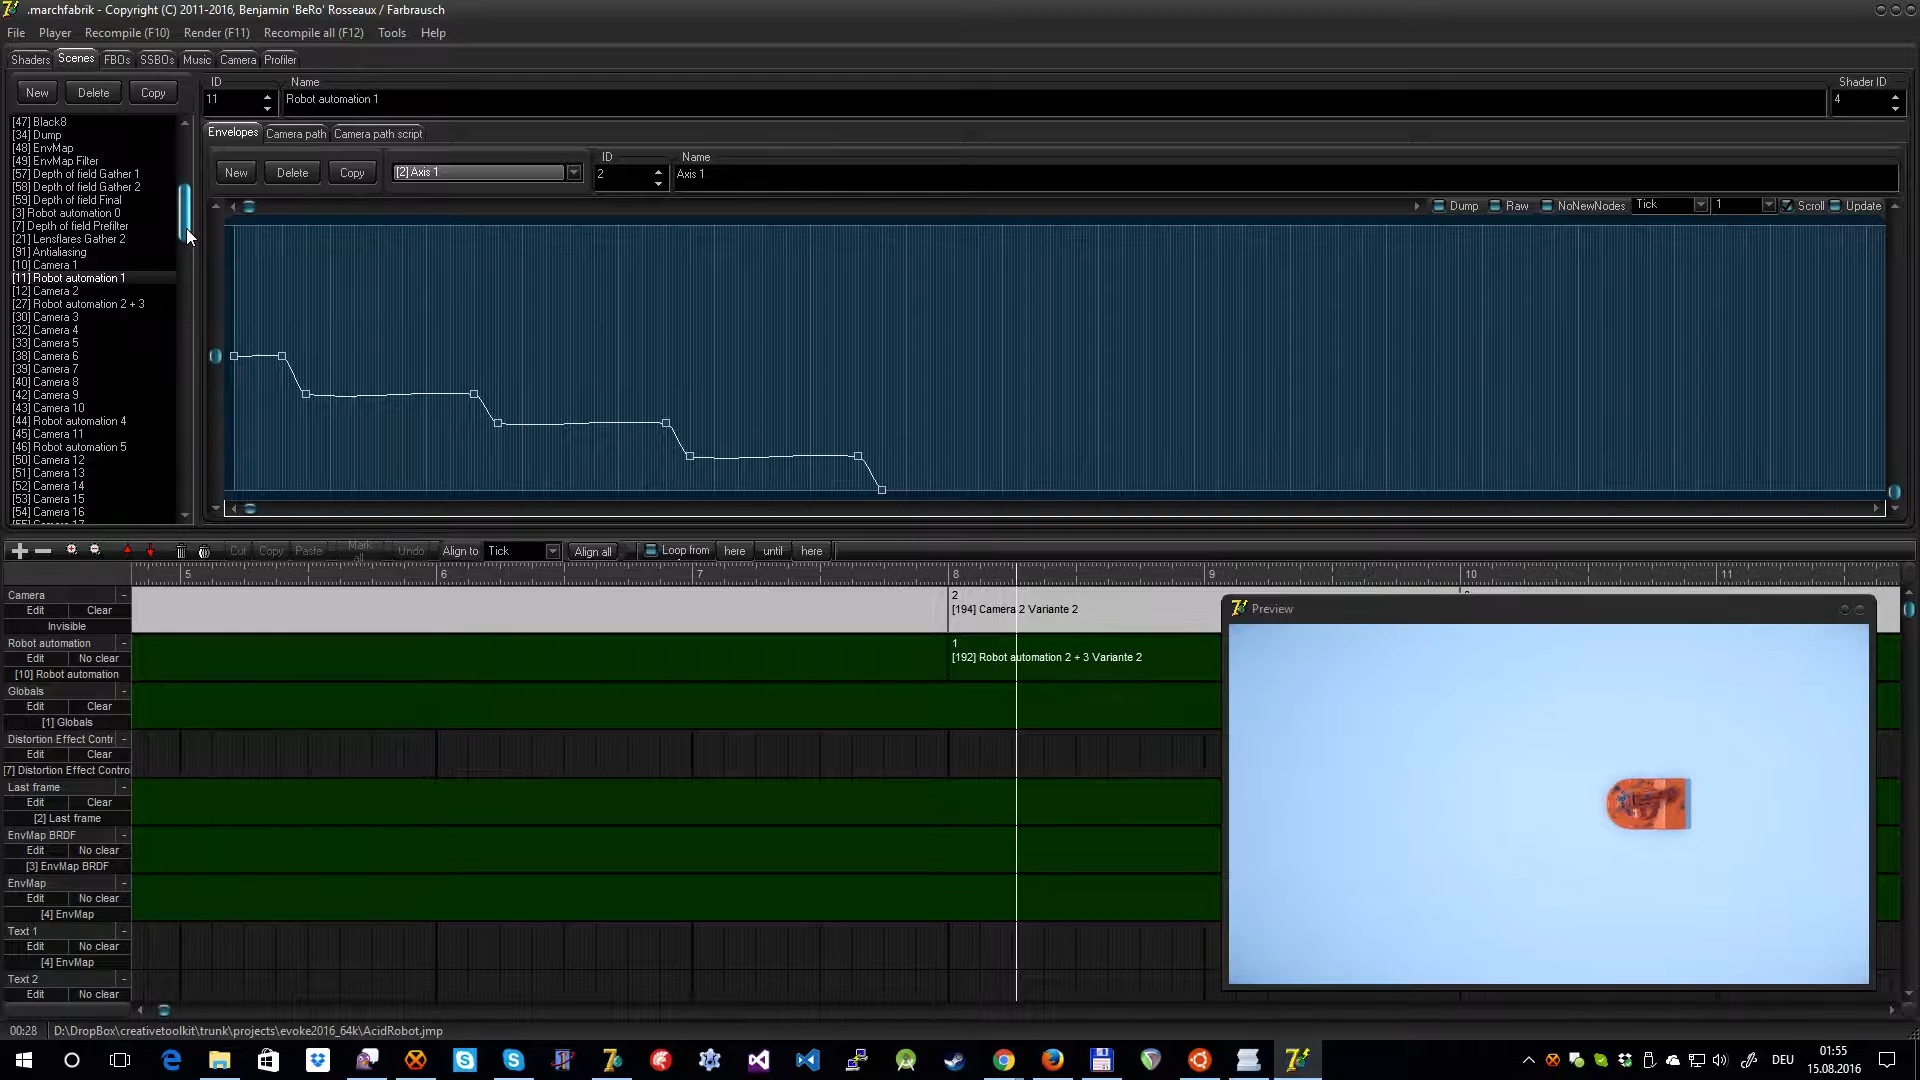 .marchfabrik - Copyright (C) 2011-2016, Benjamin 'BeRo' Rosseaux / Farbrausch
File Player Recompile (F10) Render (F11) Recompile all (F12) Tools Help
Shaders Scenes FBOs SSBOs Music Camera Profiler
New Delete Copy
ID Name Shader ID
11 Robot automation 1 4
Envelopes Camera path Camera path script
New Delete Copy [2] Axis 1
ID Name
2 Axis 1
Dump Raw NoNewNodes Tick 1 Scroll Update
[47] Black8
[34] Dump
[48] EnvMap
[49] EnvMap Filter
[57] Depth of field Gather 1
[58] Depth of field Gather 2
[59] Depth of field Final
[3] Robot automation 0
[7] Depth of field Prefilter
[21] Lensflares Gather 2
[91] Antialiasing
[10] Camera 1
[11] Robot automation 1
[12] Camera 2
[27] Robot automation 2 + 3
[30] Camera 3
[32] Camera 4
[33] Camera 5
[38] Camera 6
[39] Camera 7
[40] Camera 8
[42] Camera 9
[43] Camera 10
[44] Robot automation 4
[45] Camera 11
[46] Robot automation 5
[50] Camera 12
[51] Camera 13
[52] Camera 14
[53] Camera 15
[54] Camera 16
Cut Copy Paste Mark all Undo Align to Tick Align all Loop from here until here
5 6 7 8 9 10 11
Camera -
Edit Clear
Invisible
2
[194] Camera 2 Variante 2
Robot automation -
Edit No clear
[10] Robot automation
1
[192] Robot automation 2 + 3 Variante 2
Globals -
Edit Clear
[1] Globals
Distortion Effect Contr -
Edit Clear
[7] Distortion Effect Contro
Last frame -
Edit Clear
[2] Last frame
EnvMap BRDF -
Edit No clear
[3] EnvMap BRDF
EnvMap -
Edit No clear
[4] EnvMap
Text 1 -
Edit No clear
[4] EnvMap
Text 2 -
Edit No clear
Preview
00:28 D:\DropBox\creativetoolkit\trunk\projects\evoke2016_64k\AcidRobot.jmp
DEU
01:55
15.08.2016